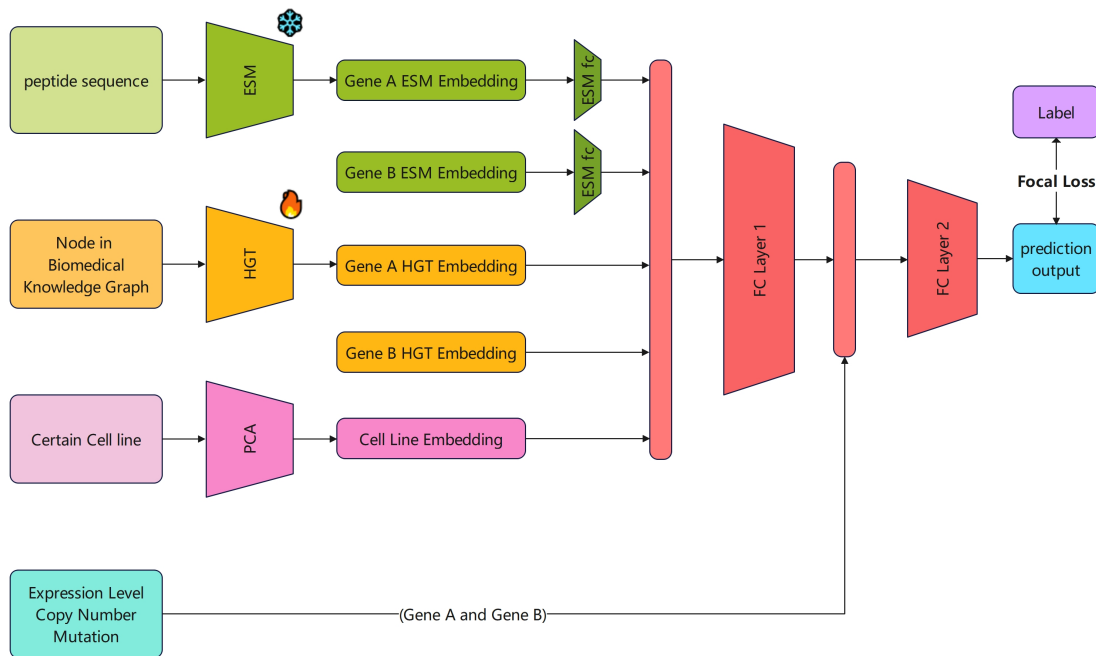 peptide sequence
ESM
Gene A ESM Embedding
ESM fc
Gene B ESM Embedding
ESM fc
Node in
Biomedical
Knowledge Graph
HGT
Gene A HGT Embedding
Gene B HGT Embedding
Certain Cell line
PCA
Cell Line Embedding
FC Layer 1
FC Layer 2
Label
Focal Loss
prediction
output
Expression Level
Copy Number
Mutation
(Gene A and Gene B)